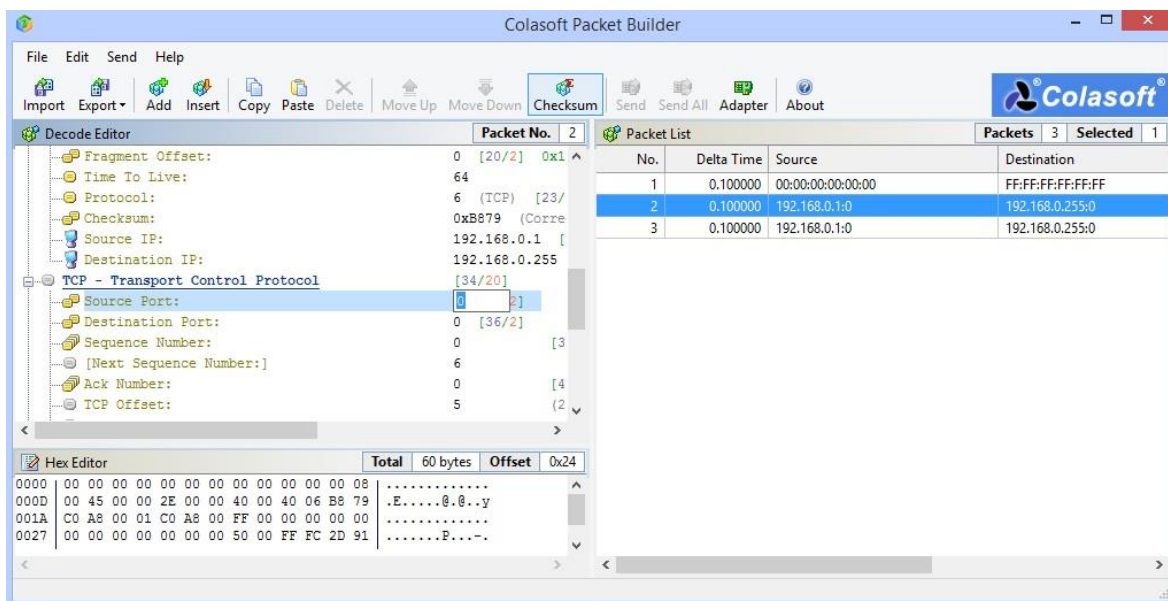 Colasoft Packet Builder
File Edit Send Help
Import Export Add Insert Copy Paste Delete Move Up Move Down Checksum Send Send All Adapter About
Colasoft®
Decode Editor Packet No. 2
Fragment Offset: 0 [20/2] 0x1
Time To Live: 64
Protocol: 6 (TCP) [23/
Checksum: 0xB879 (Corre
Source IP: 192.168.0.1 [
Destination IP: 192.168.0.255
TCP - Transport Control Protocol [34/20]
Source Port: 0 2]
Destination Port: 0 [36/2]
Sequence Number: 0 [3
[Next Sequence Number:] 6
Ack Number: 0 [4
TCP Offset: 5 (2
Packet List Packets 3 Selected 1
No. Delta Time Source Destination
1 0.100000 00:00:00:00:00:00 FF:FF:FF:FF:FF:FF
2 0.100000 192.168.0.1:0 192.168.0.255:0
3 0.100000 192.168.0.1:0 192.168.0.255:0
Hex Editor Total 60 bytes Offset 0x24
0000 00 00 00 00 00 00 00 00 00 00 00 00 08 .............
000D 00 45 00 00 2E 00 00 40 00 40 06 B8 79 .E.....@.@..y
001A C0 A8 00 01 C0 A8 00 FF 00 00 00 00 00 .............
0027 00 00 00 00 00 00 00 50 00 FF FC 2D 91 .......P...-.